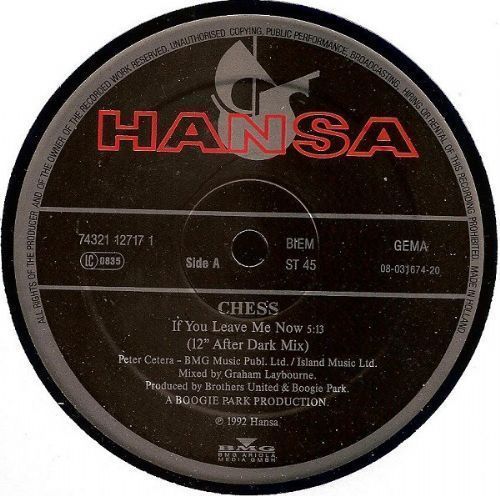 ALL RIGHTS OF THE PRODUCER AND OF THE OWNER OF THE RECORDED WORK RESERVED. UNAUTHORISED COPYING, PUBLIC PERFORMANCE, BROADCASTING, HIRING OR RENTAL OF THIS RECORDING PROHIBITED. MADE IN HOLLAND.
HANSA
74321 12717 1
LC 0835
Side A
BIEM
ST 45
GEMA
08-031674-20
CHESS
If You Leave Me Now 5:13
(12" After Dark Mix)
Peter Cetera – BMG Music Publ. Ltd. / Island Music Ltd.
Mixed by Graham Laybourne.
Produced by Brothers United & Boogie Park.
A BOOGIE PARK PRODUCTION.
℗ 1992 Hansa
BMG
BMG ARIOLA
MEDIA GMBH